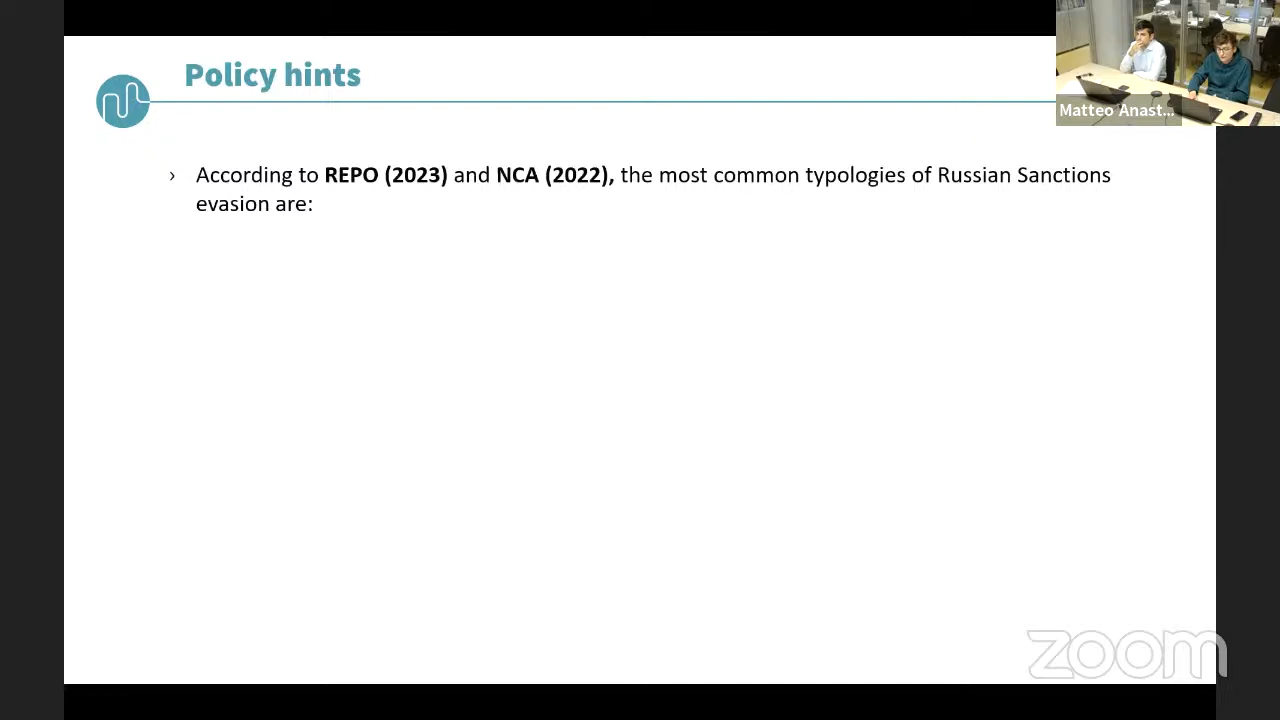 Policy hints
Matteo Anast...
› According to REPO (2023) and NCA (2022), the most common typologies of Russian Sanctions
evasion are:
zoom